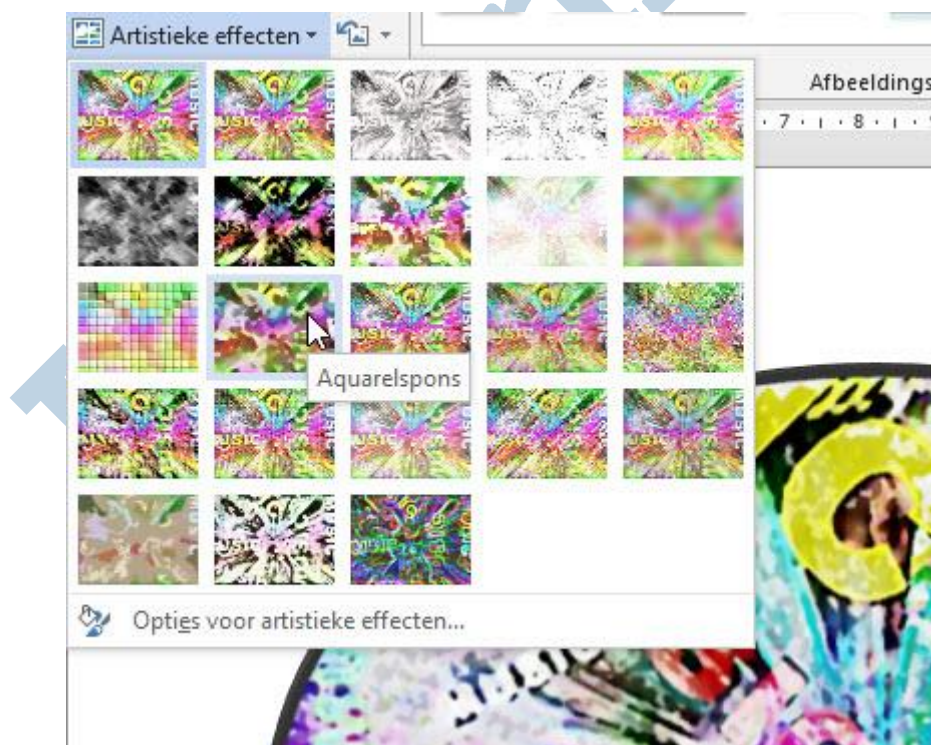 Artistieke effecten
Afbeeldings
7 8
Aquarelspons
Opties voor artistieke effecten...